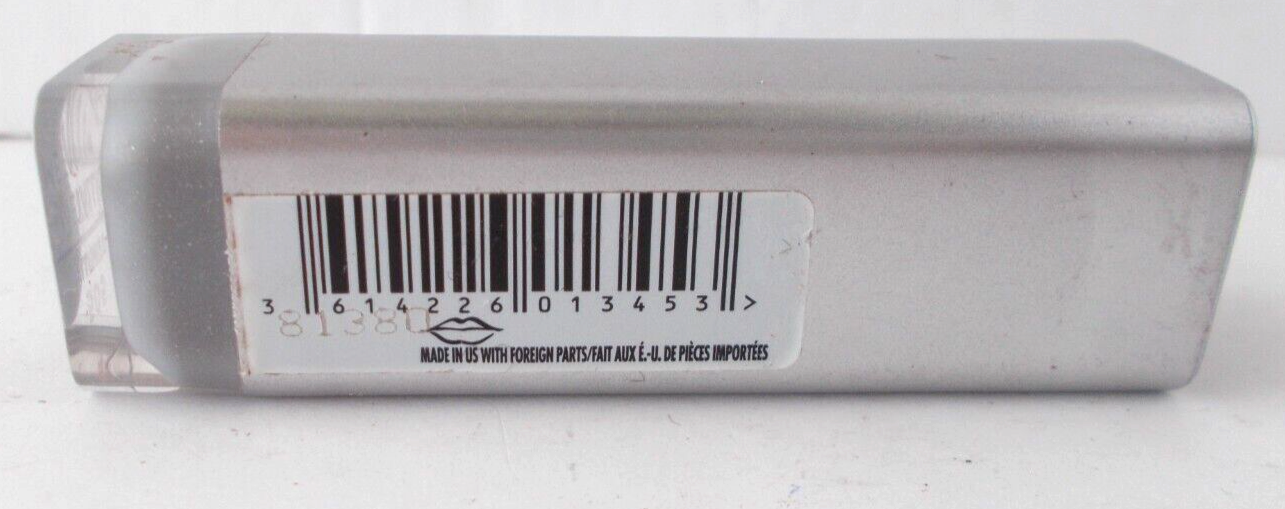 3 614226 013453 >
81380
MADE IN US WITH FOREIGN PARTS/FAIT AUX É.-U. DE PIÈCES IMPORTÉES